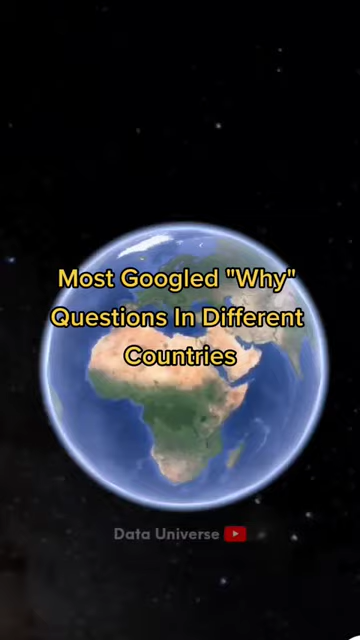 Most Googled "Why"
Questions In Different
Countries
Data Universe